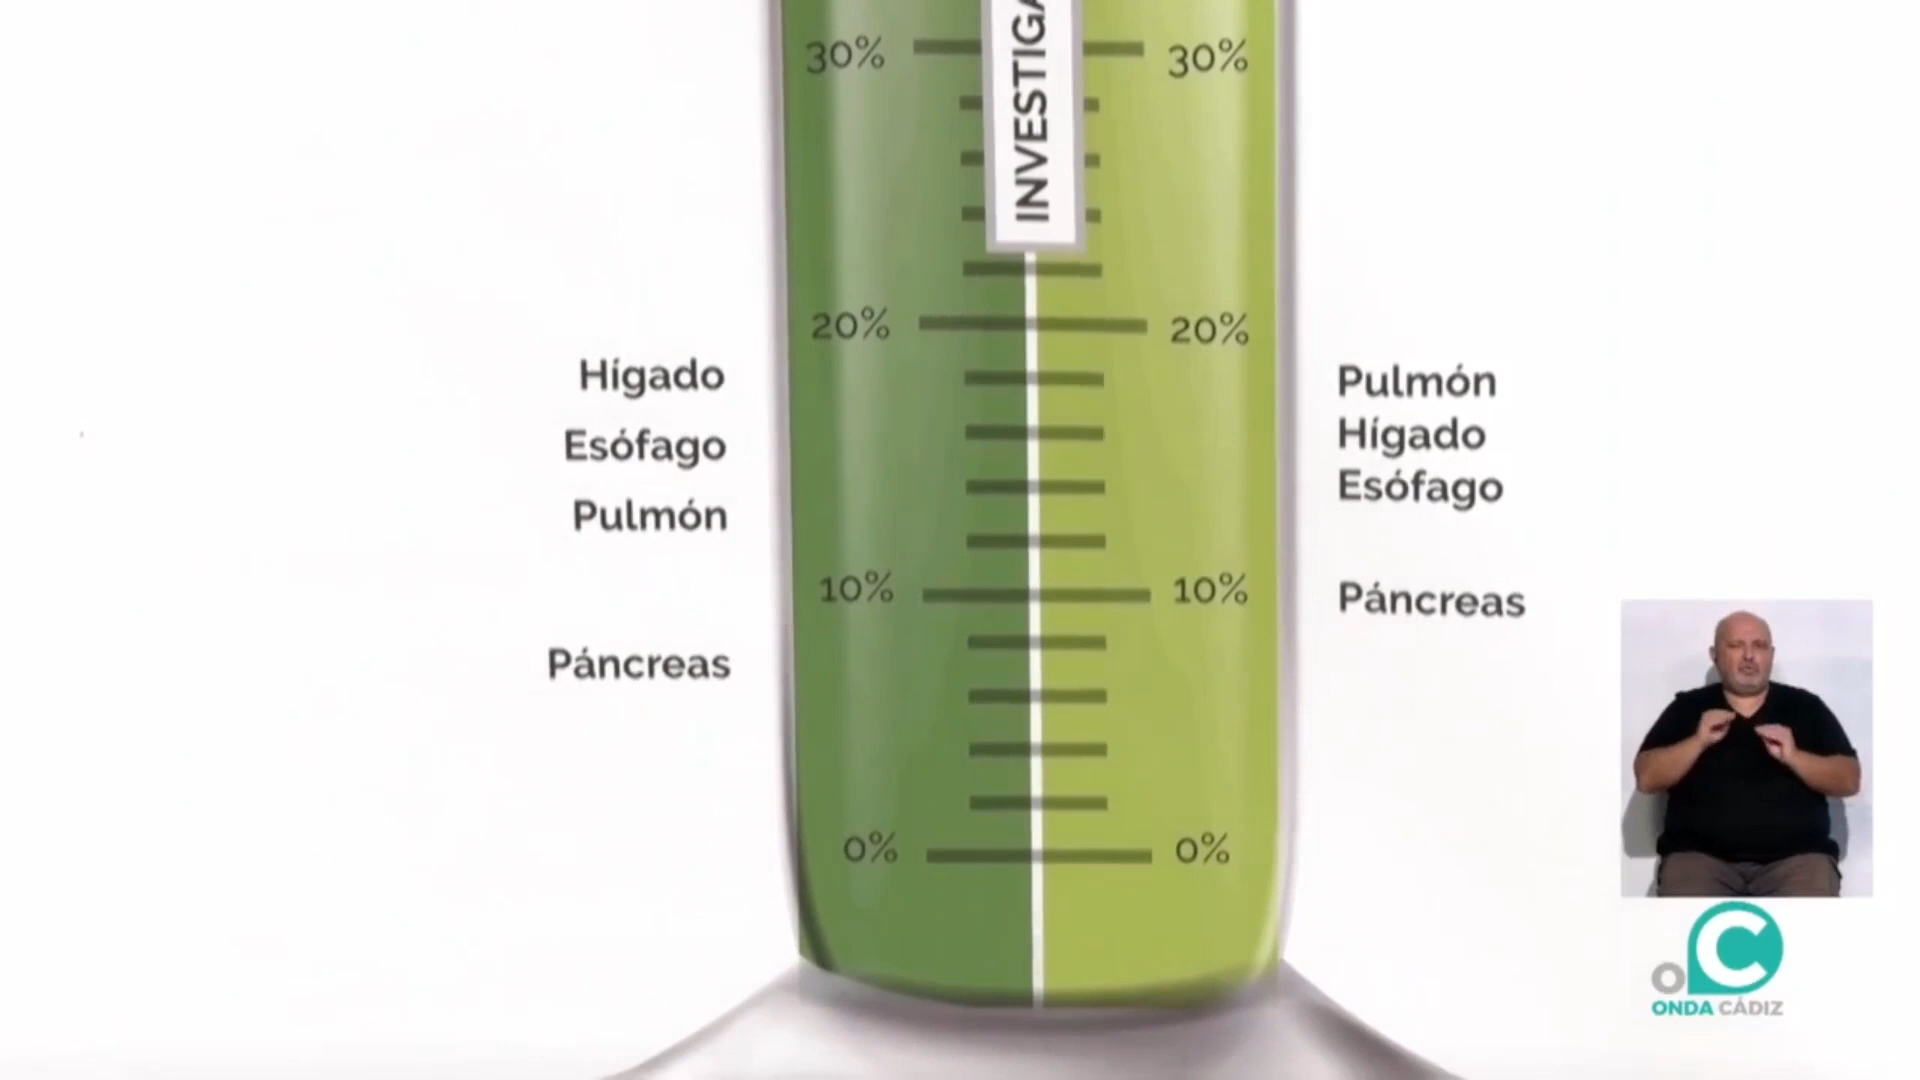 INVESTIGA
30%
30%
20%
20%
Hígado
Pulmón
Esófago
Hígado
Pulmón
Esófago
10%
10%
Páncreas
Páncreas
0%
0%
OC
ONDA CÁDIZ